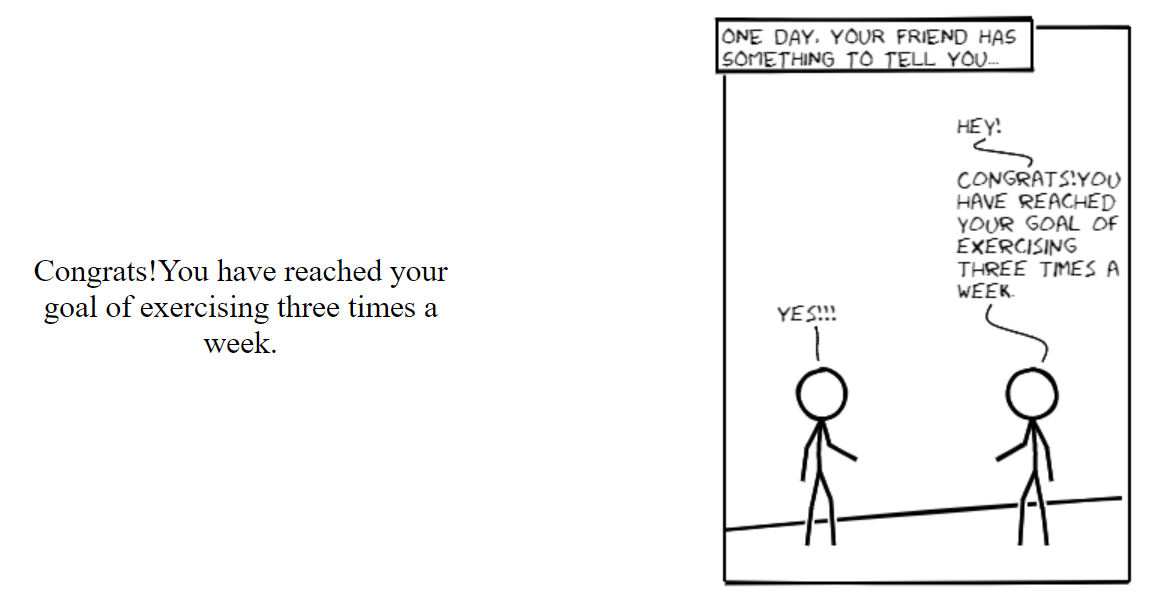 Congrats!You have reached your
goal of exercising three times a
week.
ONE DAY, YOUR FRIEND HAS
SOMETHING TO TELL YOU...
HEY!
CONGRATS!YOU
HAVE REACHED
YOUR GOAL OF
EXERCISING
THREE TIMES A
WEEK.
YES!!!